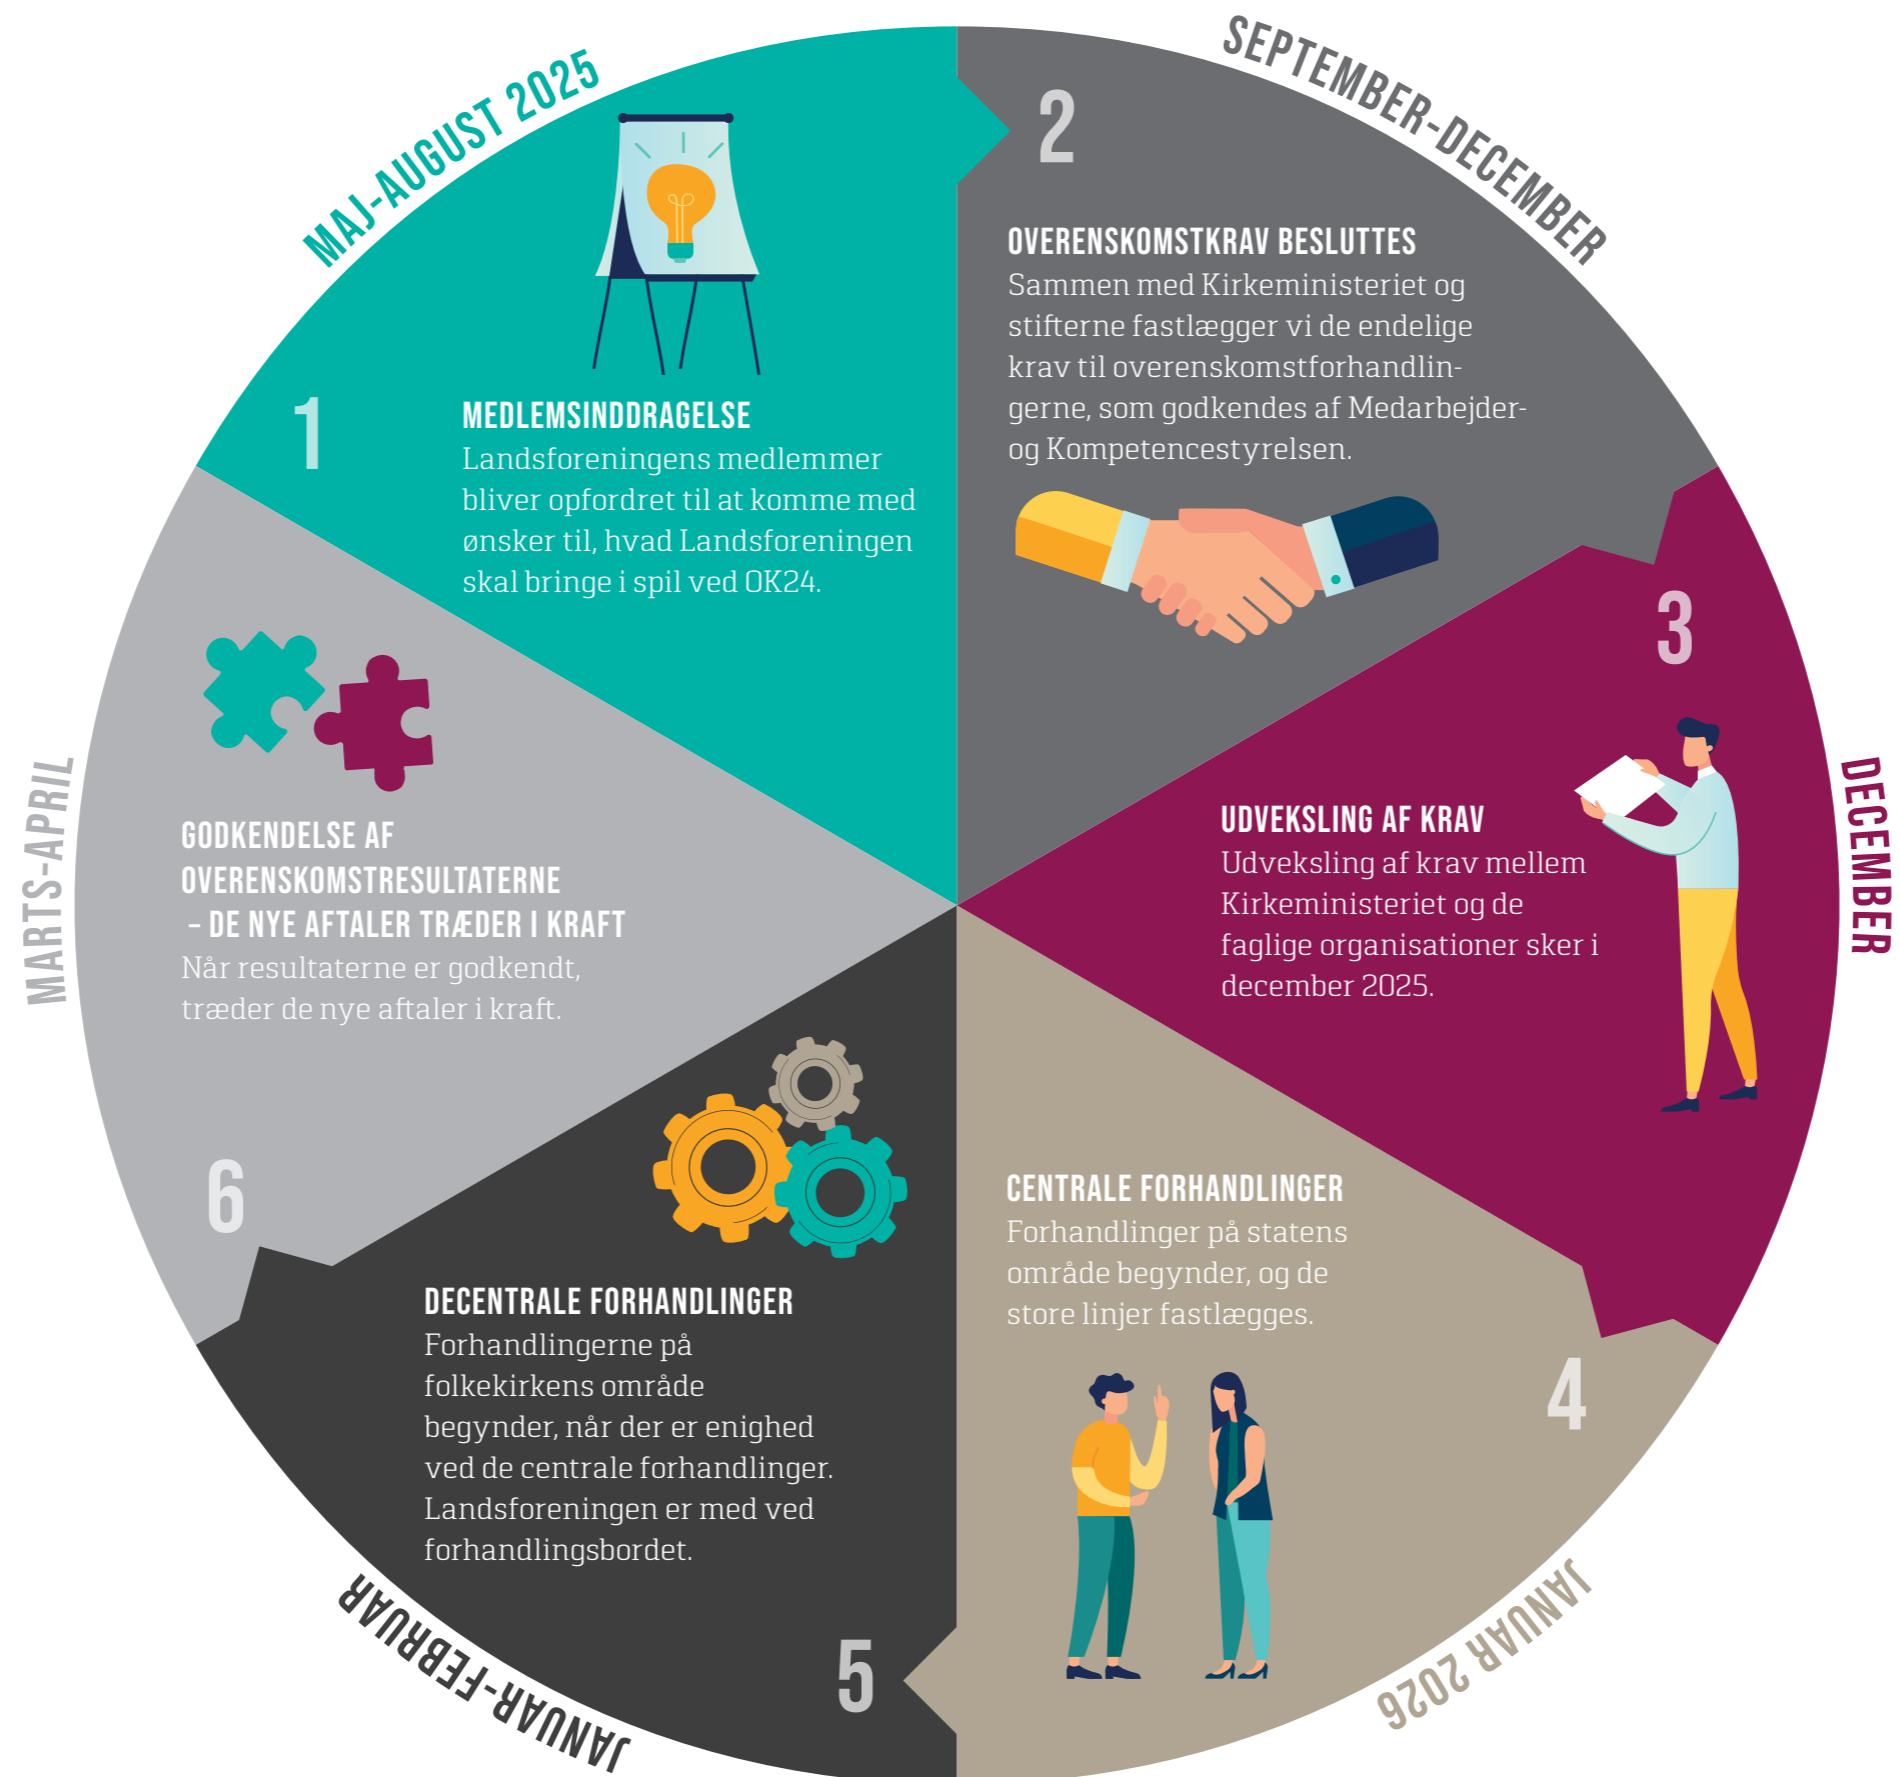 MAJ-AUGUST 2025
1
MEDLEMSINDDRAGELSE
Landsforeningens medlemmer
bliver opfordret til at komme med
ønsker til, hvad Landsforeningen
skal bringe i spil ved OK24.
SEPTEMBER-DECEMBER
2
OVERENSKOMSTKRAV BESLUTTES
Sammen med Kirkeministeriet og
stifterne fastlægger vi de endelige
krav til overenskomstforhandlin-
gerne, som godkendes af Medarbejder-
og Kompetencestyrelsen.
DECEMBER
3
UDVEKSLING AF KRAV
Udveksling af krav mellem
Kirkeministeriet og de
faglige organisationer sker i
december 2025.
JANUAR 2026
4
CENTRALE FORHANDLINGER
Forhandlinger på statens
område begynder, og de
store linjer fastlægges.
JANUAR-FEBRUAR
5
DECENTRALE FORHANDLINGER
Forhandlingerne på
folkekirkens område
begynder, når der er enighed
ved de centrale forhandlinger.
Landsforeningen er med ved
forhandlingsbordet.
MARTS-APRIL
6
GODKENDELSE AF
OVERENSKOMSTRESULTATERNE
– DE NYE AFTALER TRÆDER I KRAFT
Når resultaterne er godkendt,
træder de nye aftaler i kraft.